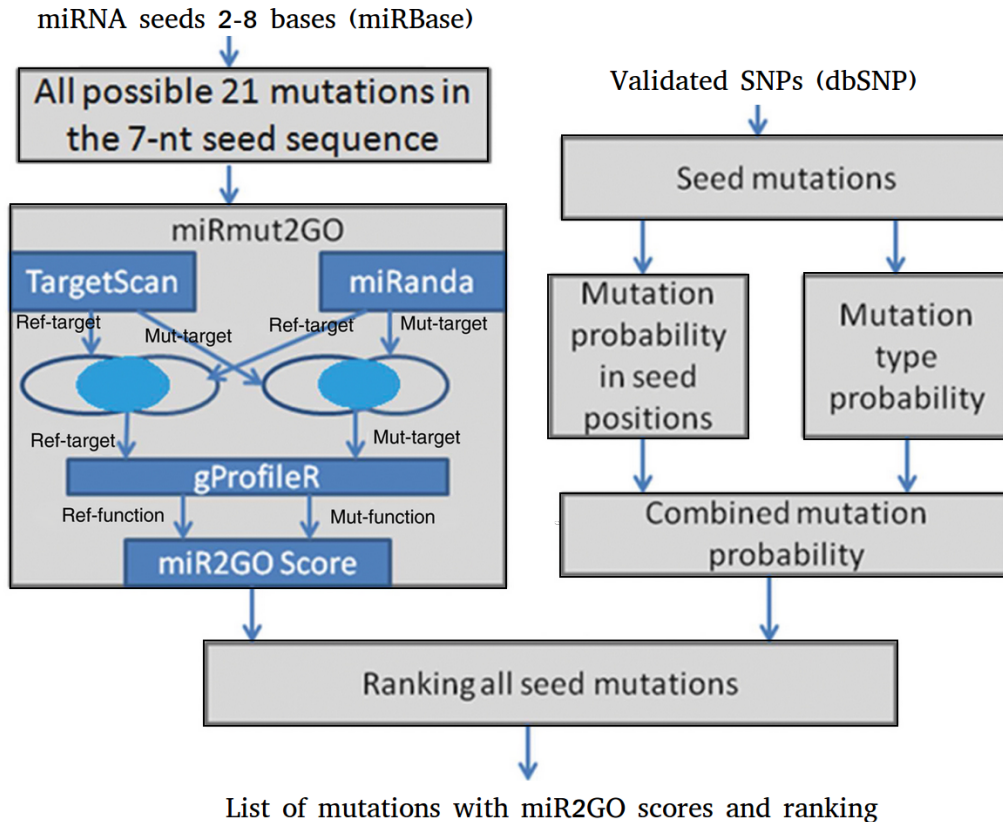 miRNA seeds 2-8 bases (miRBase)
All possible 21 mutations in
the 7-nt seed sequence
miRmut2GO
TargetScan
miRanda
Ref-target
Mut-target
Ref-target
Mut-target
Ref-target
Mut-target
gProfileR
Ref-function
Mut-function
miR2GO Score
Validated SNPs (dbSNP)
Seed mutations
Mutation
probability
in seed
positions
Mutation
type
probability
Combined mutation
probability
Ranking all seed mutations
List of mutations with miR2GO scores and ranking